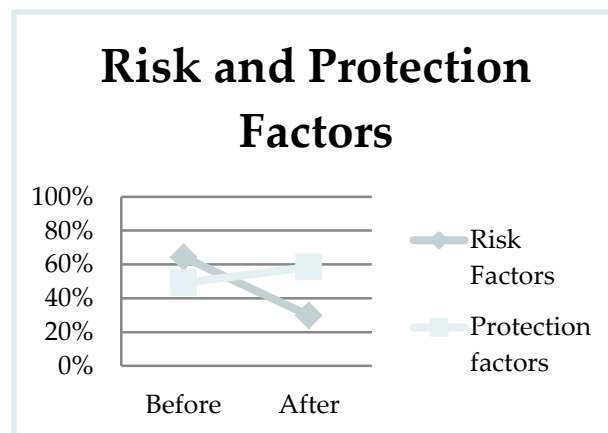 Risk and Protection
Factors
100%
80%
60%
40%
20%
0%
Before
After
Risk
Factors
Protection
factors